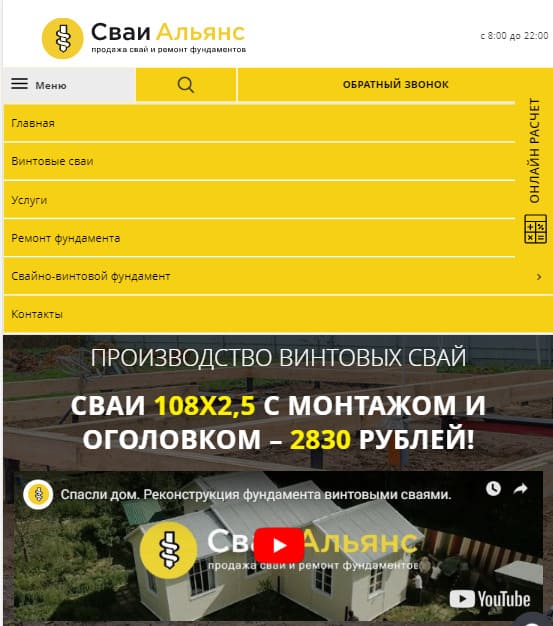 Сваи Альянс
продажа свай и ремонт фундаментов
с 8:00 до 22:00
Меню
ОБРАТНЫЙ ЗВОНОК
ОНЛАЙН РАСЧЕТ
Главная
Винтовые сваи
Услуги
Ремонт фундамента
Свайно-винтовой фундамент
Контакты
ПРОИЗВОДСТВО ВИНТОВЫХ СВАЙ
СВАИ 108Х2,5 С МОНТАЖОМ И
ОГОЛОВКОМ – 2830 РУБЛЕЙ!
Спасли дом. Реконструкция фундамента винтовыми сваями.
Сваи Альянс
продажа свай и ремонт фундаментов
YouTube